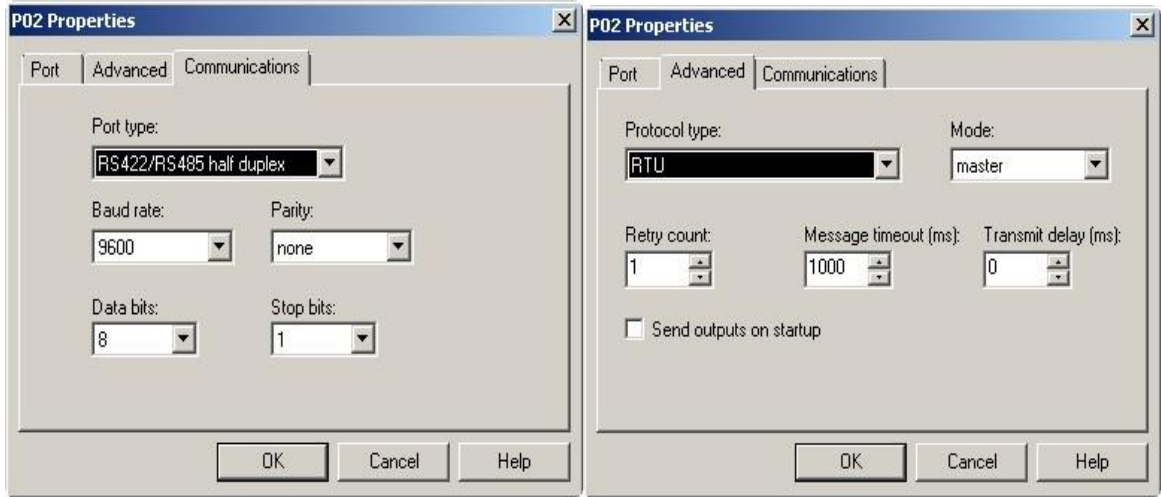 P02 Properties
Port Advanced Communications
Port type:
RS422/RS485 half duplex
Baud rate: Parity:
9600 none
Data bits: Stop bits:
8 1
OK Cancel Help
P02 Properties
Port Advanced Communications
Protocol type: Mode:
RTU master
Retry count: Message timeout (ms): Transmit delay (ms):
1 1000 0
Send outputs on startup
OK Cancel Help